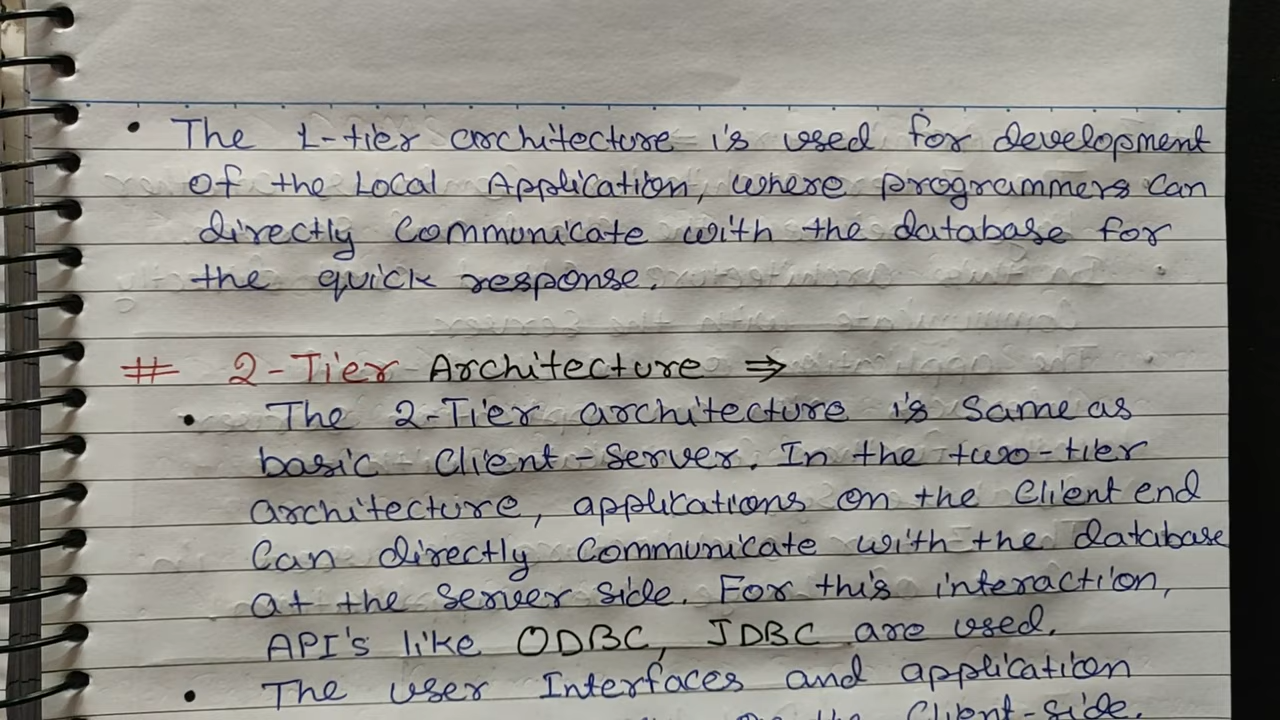 • The 1-tier architecture is used for development
of the Local Application, where programmers Can
directly Communicate with the database for
the quick response.
# 2-Tier Architecture ⇒
• The 2-Tier architecture is Same as
basic Client-Server. In the two-tier
architecture, applications on the Client end
Can directly Communicate with the database
at the Server Side. For this interaction,
API's like ODBC, JDBC are used.
• The user Interfaces and application
the Client-side.